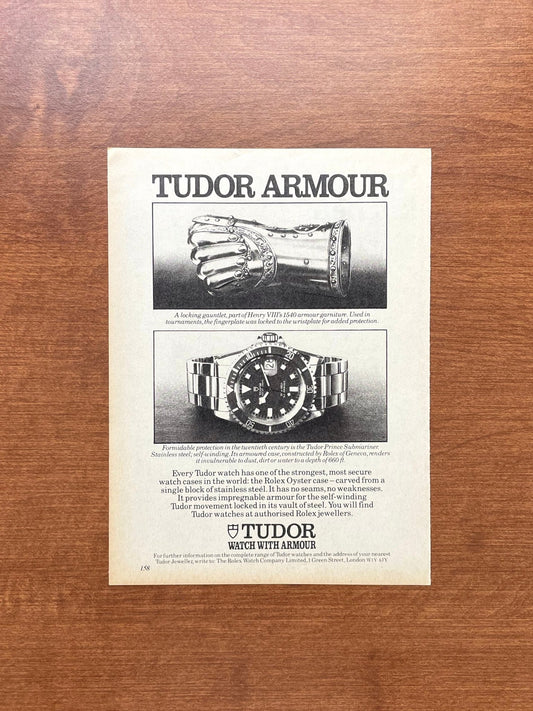 TUDOR ARMOUR
A locking gauntlet, part of Henry VIII's 1540 armour garniture. Used in
tournaments, the fingerplate was locked to the wristplate for added protection.
Formidable protection in the twentieth century is the Tudor Prince Submariner.
Stainless steel, self-winding. Its armoured case, constructed by Rolex of Geneva, renders
it invulnerable to dust, dirt or water to a depth of 660 ft.
Every Tudor watch has one of the strongest, most secure
watch cases in the world: the Rolex Oyster case – carved from a
single block of stainless steel. It has no seams, no weaknesses.
It provides impregnable armour for the self-winding
Tudor movement locked in its vault of steel. You will find
Tudor watches at authorised Rolex jewellers.
TUDOR
WATCH WITH ARMOUR
For further information on the complete range of Tudor watches and the address of your nearest
Tudor Jeweller, write to: The Rolex Watch Company Limited, 1 Green Street, London W1Y 4JY.
158